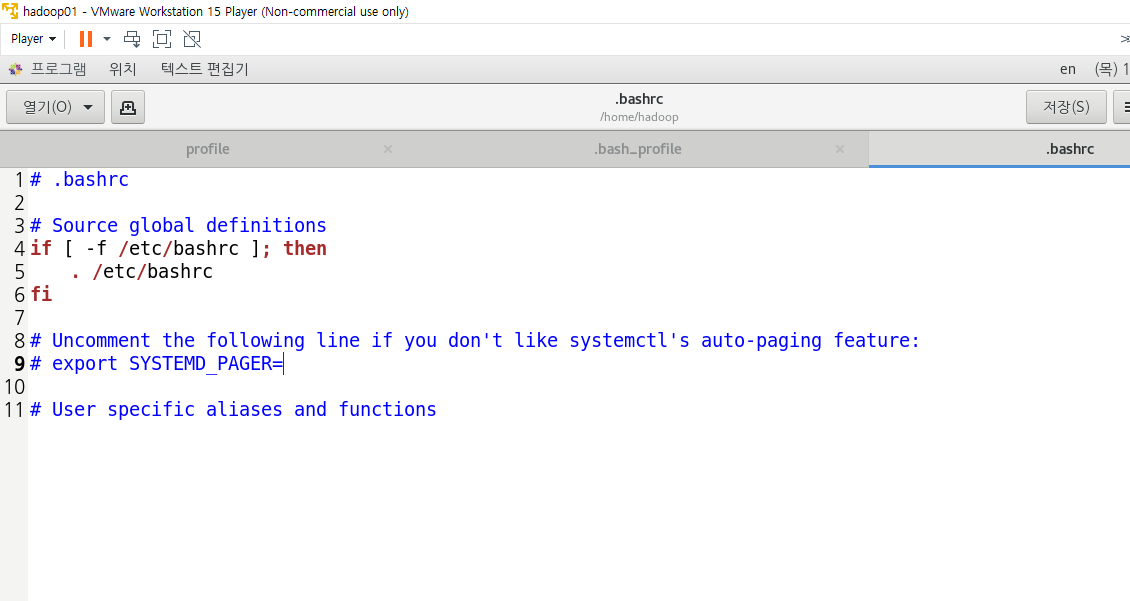 hadoop01 - VMware Workstation 15 Player (Non-commercial use only)
Player
프로그램 위치 텍스트 편집기 en (목) 1
열기(O) .bashrc 저장(S)
/home/hadoop
profile × .bash_profile × .bashrc
1 # .bashrc
2
3 # Source global definitions
4 if [ -f /etc/bashrc ]; then
5 . /etc/bashrc
6 fi
7
8 # Uncomment the following line if you don't like systemctl's auto-paging feature:
9 # export SYSTEMD_PAGER=
10
11 # User specific aliases and functions